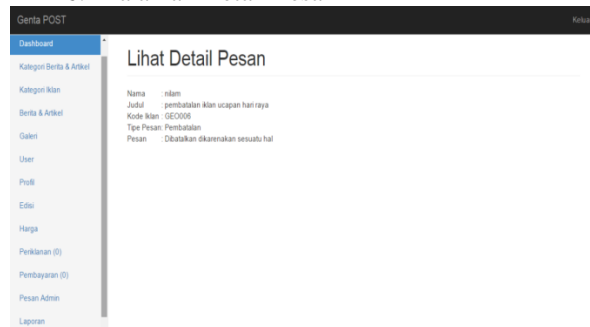 Genta POST
Kelua
Dashboard
Kategori Berita & Artikel
Kategori Iklan
Berita & Artikel
Galeri
User
Profil
Edisi
Harga
Periklanan (0)
Pembayaran (0)
Pesan Admin
Laporan
Lihat Detail Pesan
Nama : nilam
Judul : pembatalan iklan ucapan hari raya
Kode Iklan : GEO006
Tipe Pesan: Pembatalan
Pesan : Dibatalkan dikarenakan sesuatu hal